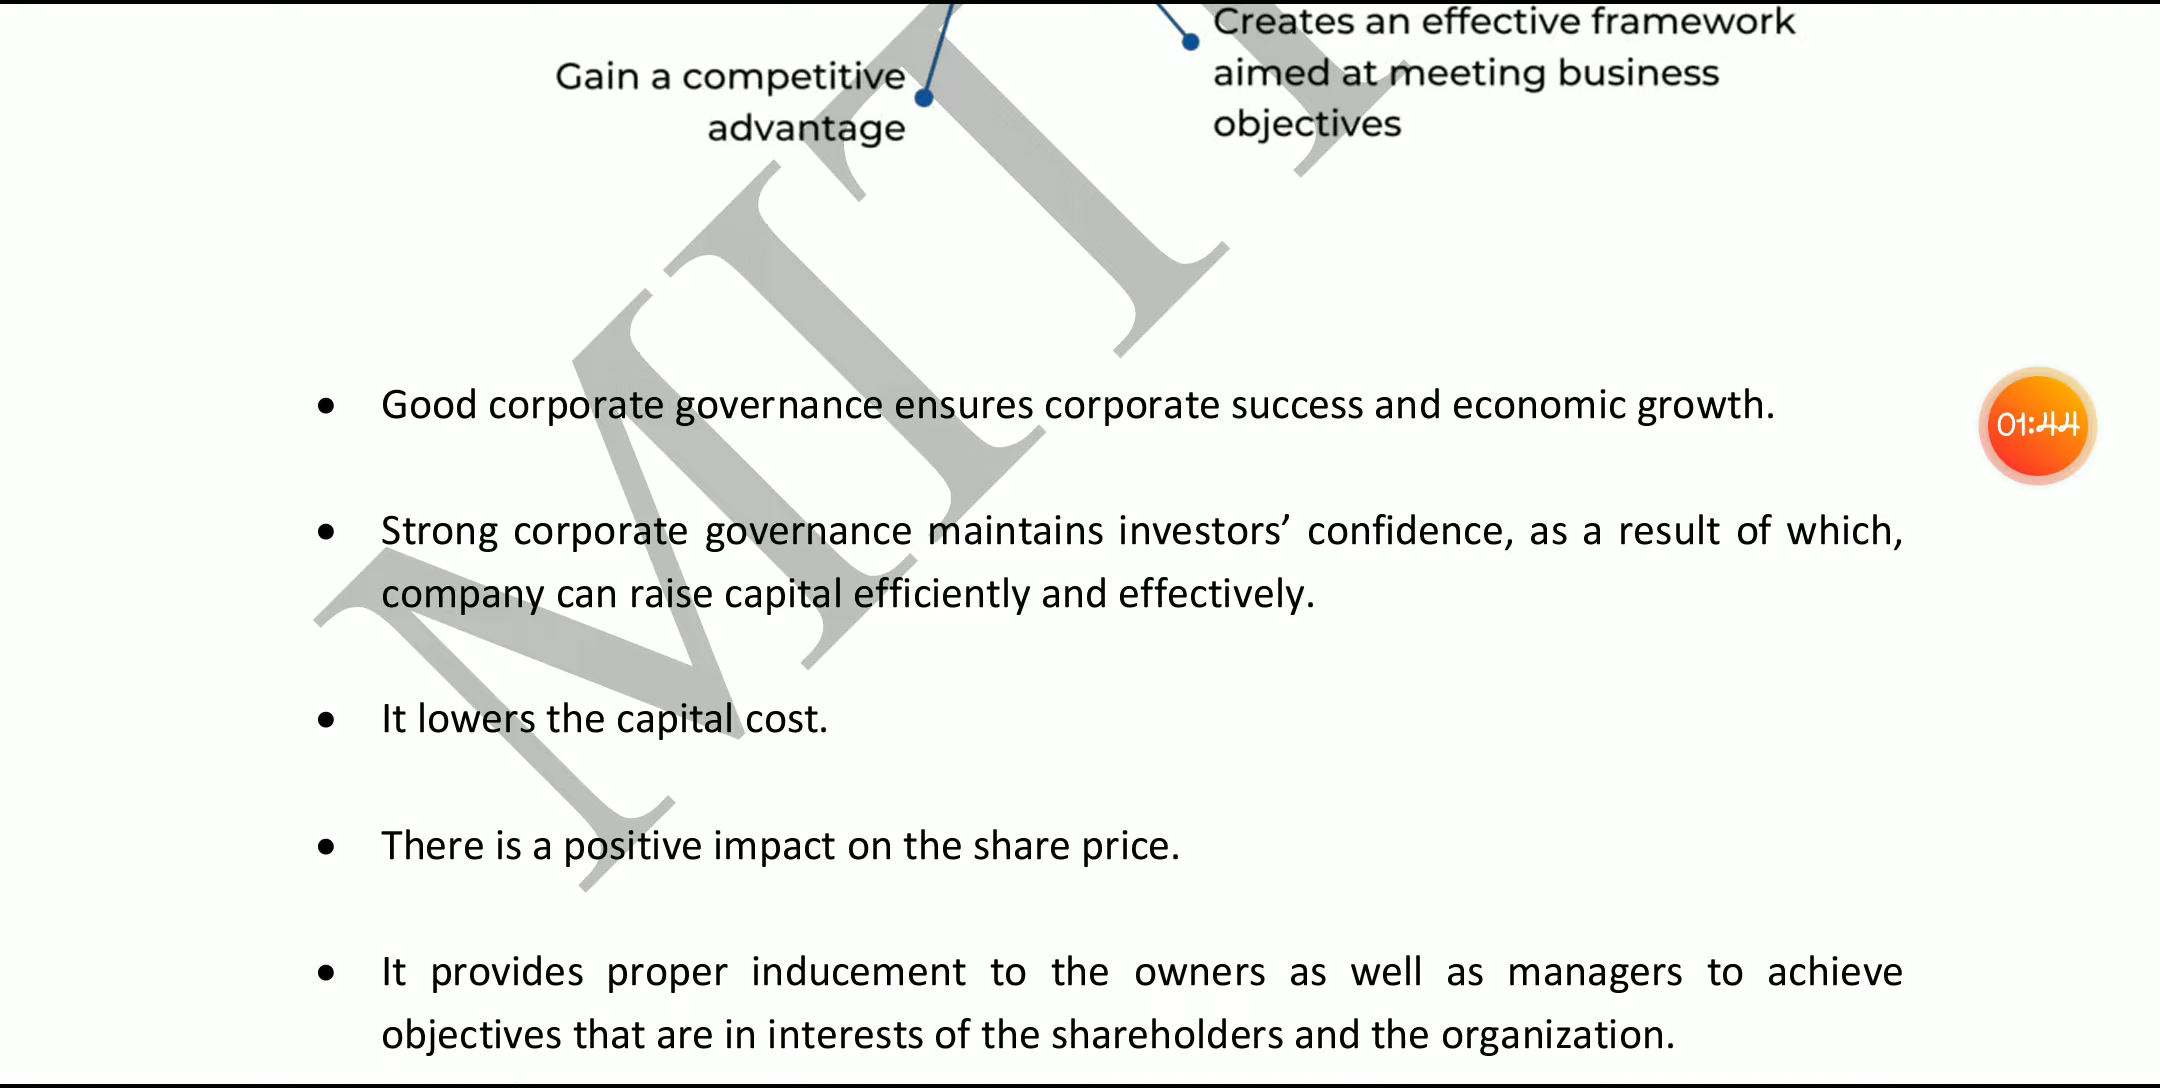 Creates an effective framework
aimed at meeting business
objectives
Gain a competitive
advantage
• Good corporate governance ensures corporate success and economic growth.
• Strong corporate governance maintains investors’ confidence, as a result of which,
company can raise capital efficiently and effectively.
• It lowers the capital cost.
• There is a positive impact on the share price.
• It provides proper inducement to the owners as well as managers to achieve
objectives that are in interests of the shareholders and the organization.
01:44